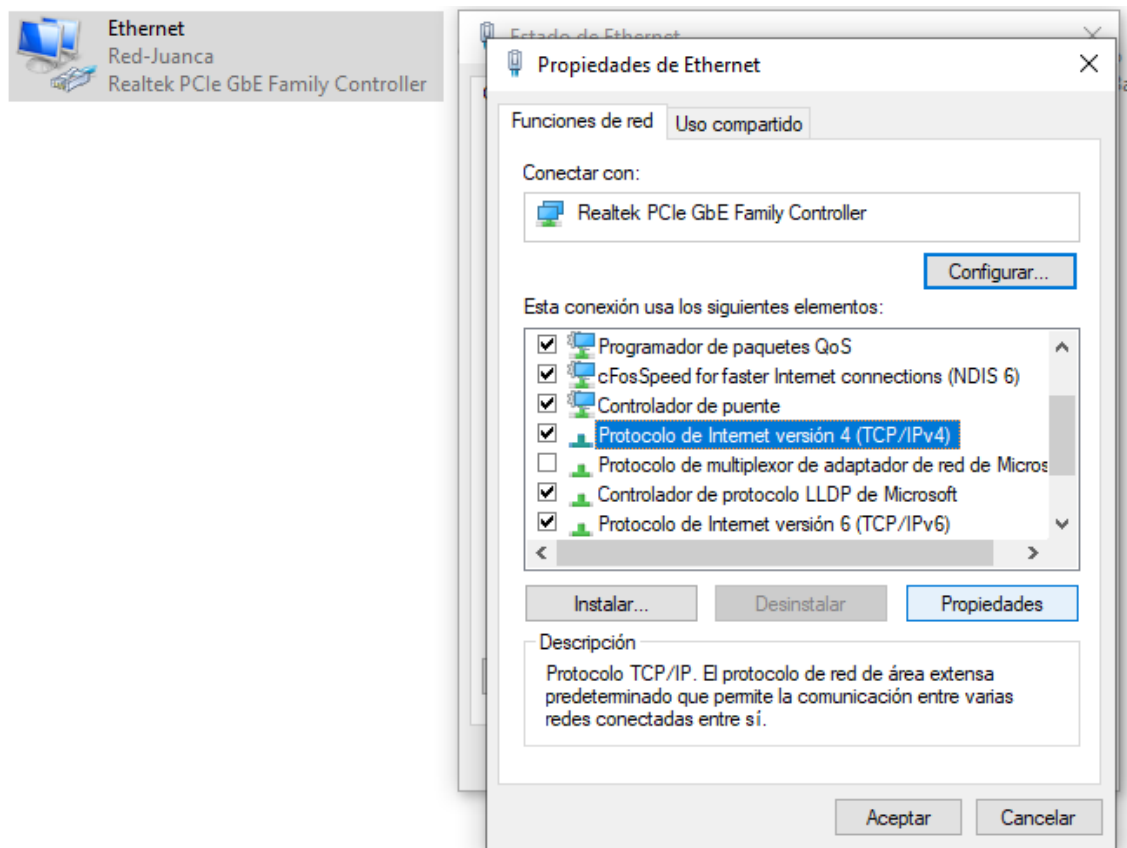 Ethernet
Red-Juanca
Realtek PCIe GbE Family Controller
Estado de Ethernet
Propiedades de Ethernet
Funciones de red
Uso compartido
Conectar con:
Realtek PCIe GbE Family Controller
Configurar...
Esta conexión usa los siguientes elementos:
Programador de paquetes QoS
cFosSpeed for faster Internet connections (NDIS 6)
Controlador de puente
Protocolo de Internet versión 4 (TCP/IPv4)
Protocolo de multiplexor de adaptador de red de Micros
Controlador de protocolo LLDP de Microsoft
Protocolo de Internet versión 6 (TCP/IPv6)
Instalar...
Desinstalar
Propiedades
Descripción
Protocolo TCP/IP. El protocolo de red de área extensa
predeterminado que permite la comunicación entre varias
redes conectadas entre sí.
Aceptar
Cancelar